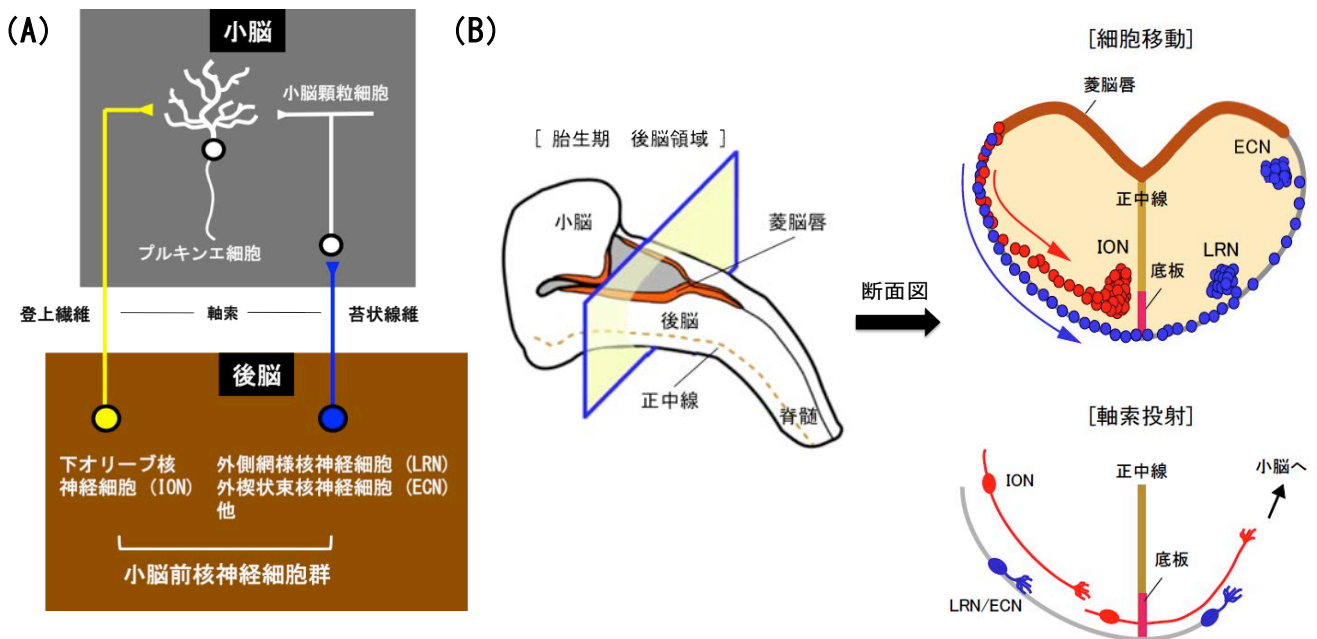 (A)
小脳
小脳顆粒細胞
プルキンエ細胞
登上繊維
軸索
苔状線維
後脳
下オリーブ核
神経細胞 (ION)
外側網様核神経細胞 (LRN)
外楔状束核神経細胞 (ECN)
他
小脳前核神経細胞群
(B)
[ 胎生期 後脳領域 ]
小脳
菱脳唇
後脳
正中線
脊髄
断面図
[細胞移動]
菱脳唇
ECN
正中線
ION
LRN
底板
[軸索投射]
正中線
小脳へ
ION
底板
LRN/ECN